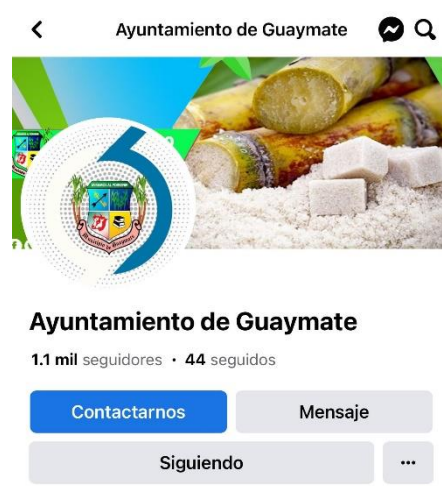 Ayuntamiento de Guaymate
Ayuntamiento de Guaymate
1.1 mil seguidores • 44 seguidos
Contactarnos
Mensaje
Siguiendo